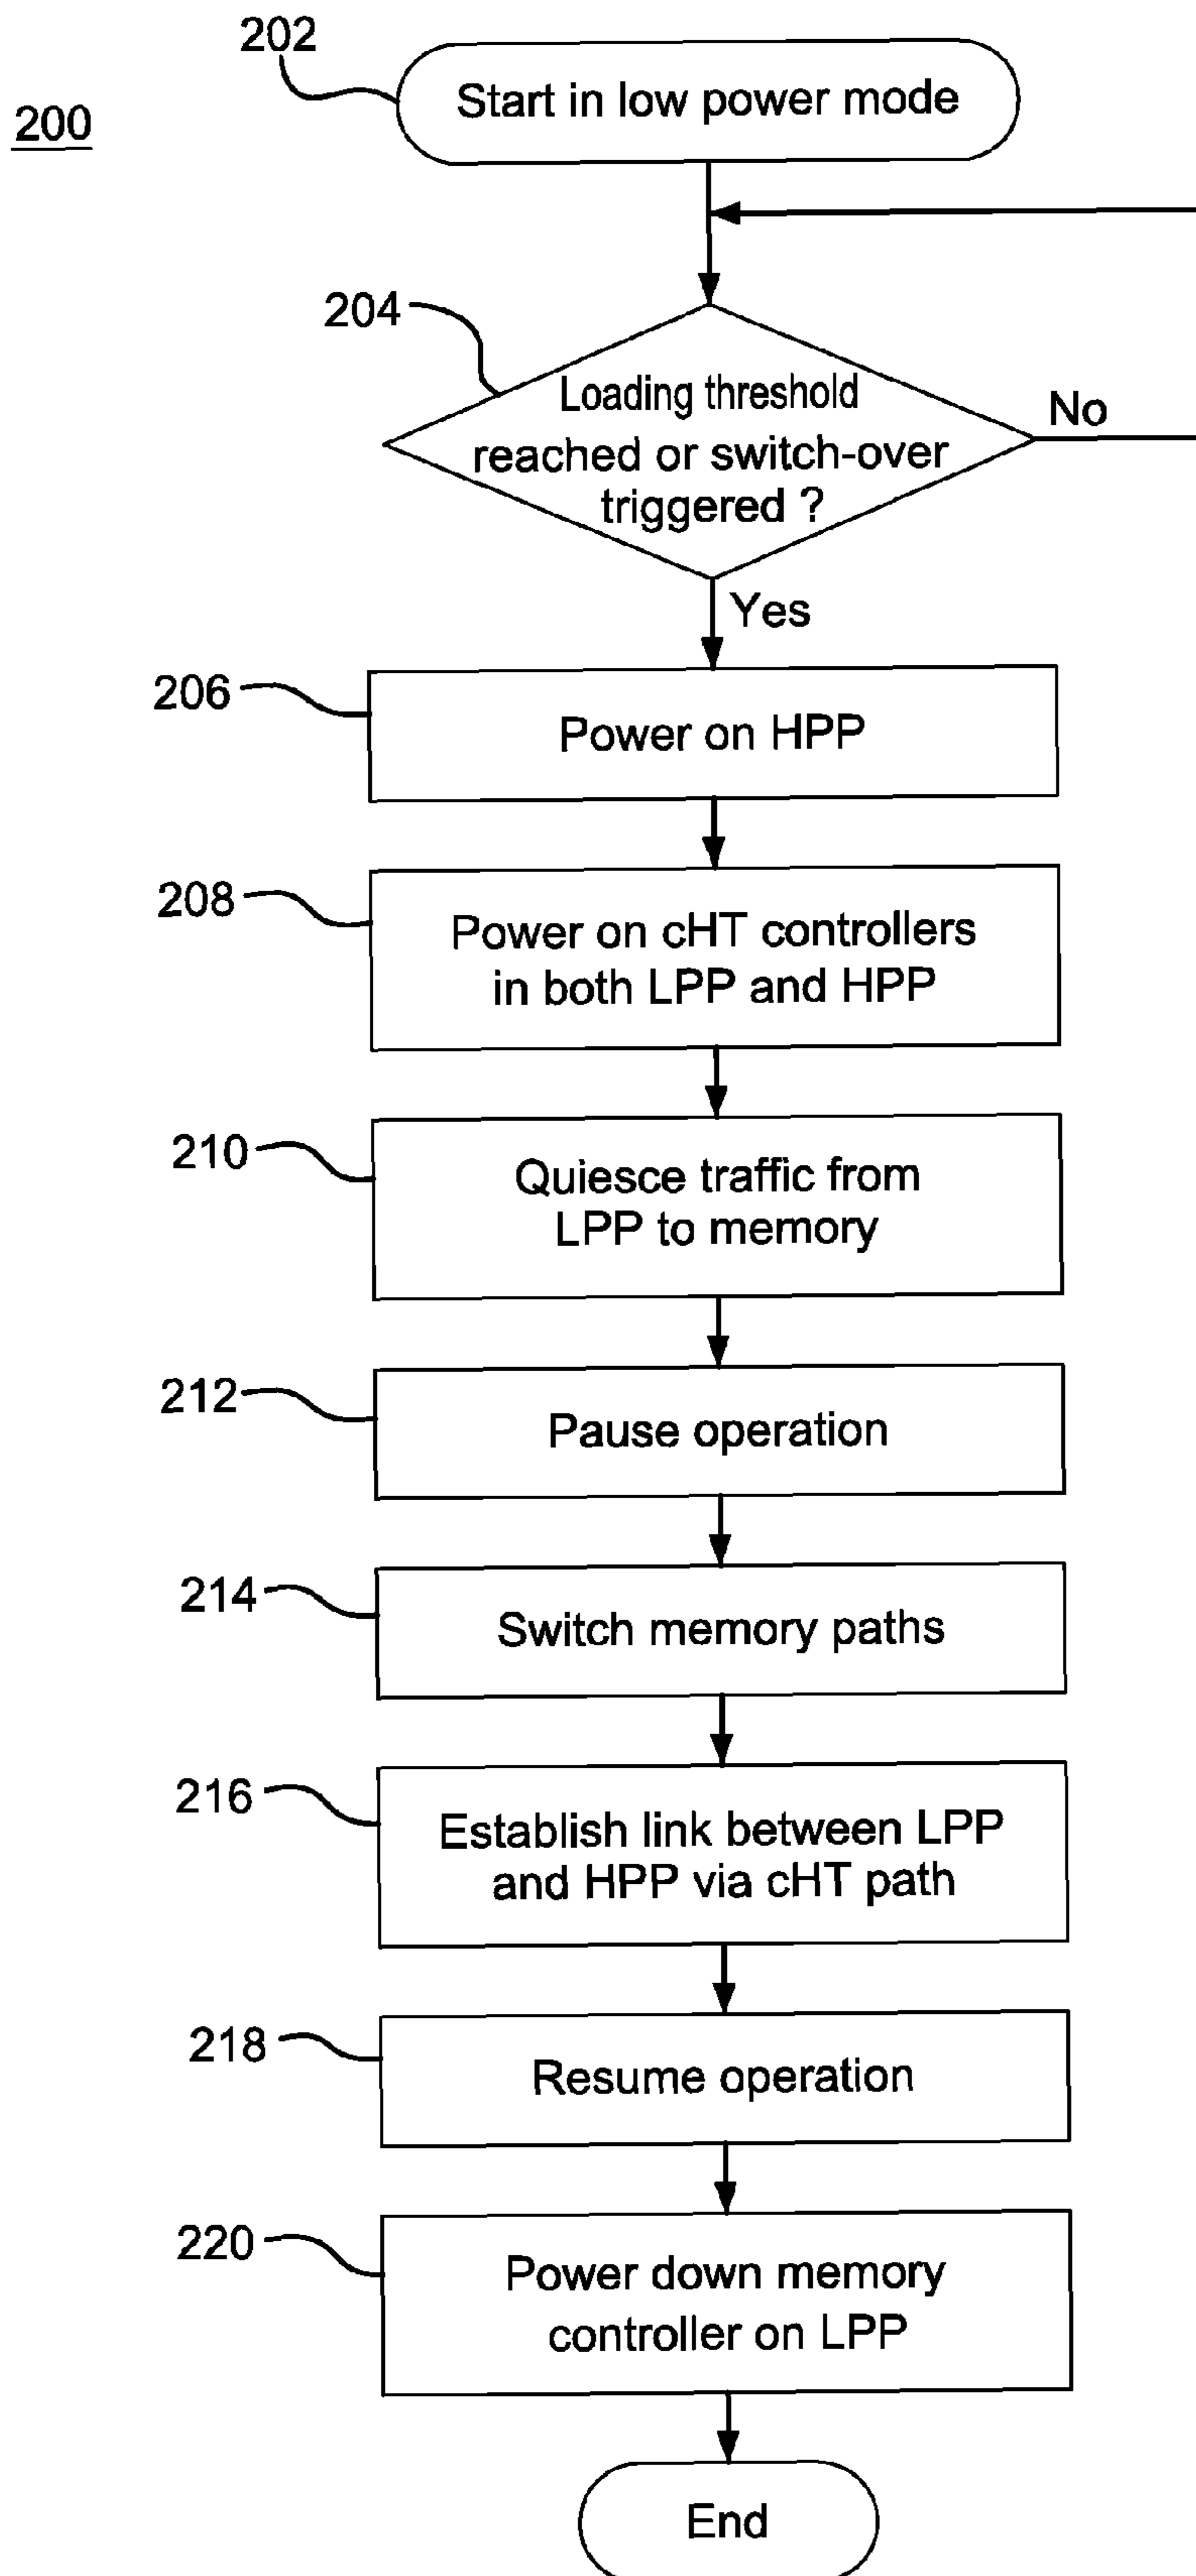 200
202
Start in low power mode
204
Loading threshold
reached or switch-over
triggered ?
No
Yes
206
Power on HPP
208
Power on cHT controllers
in both LPP and HPP
210
Quiesce traffic from
LPP to memory
212
Pause operation
214
Switch memory paths
216
Establish link between LPP
and HPP via cHT path
218
Resume operation
220
Power down memory
controller on LPP
End